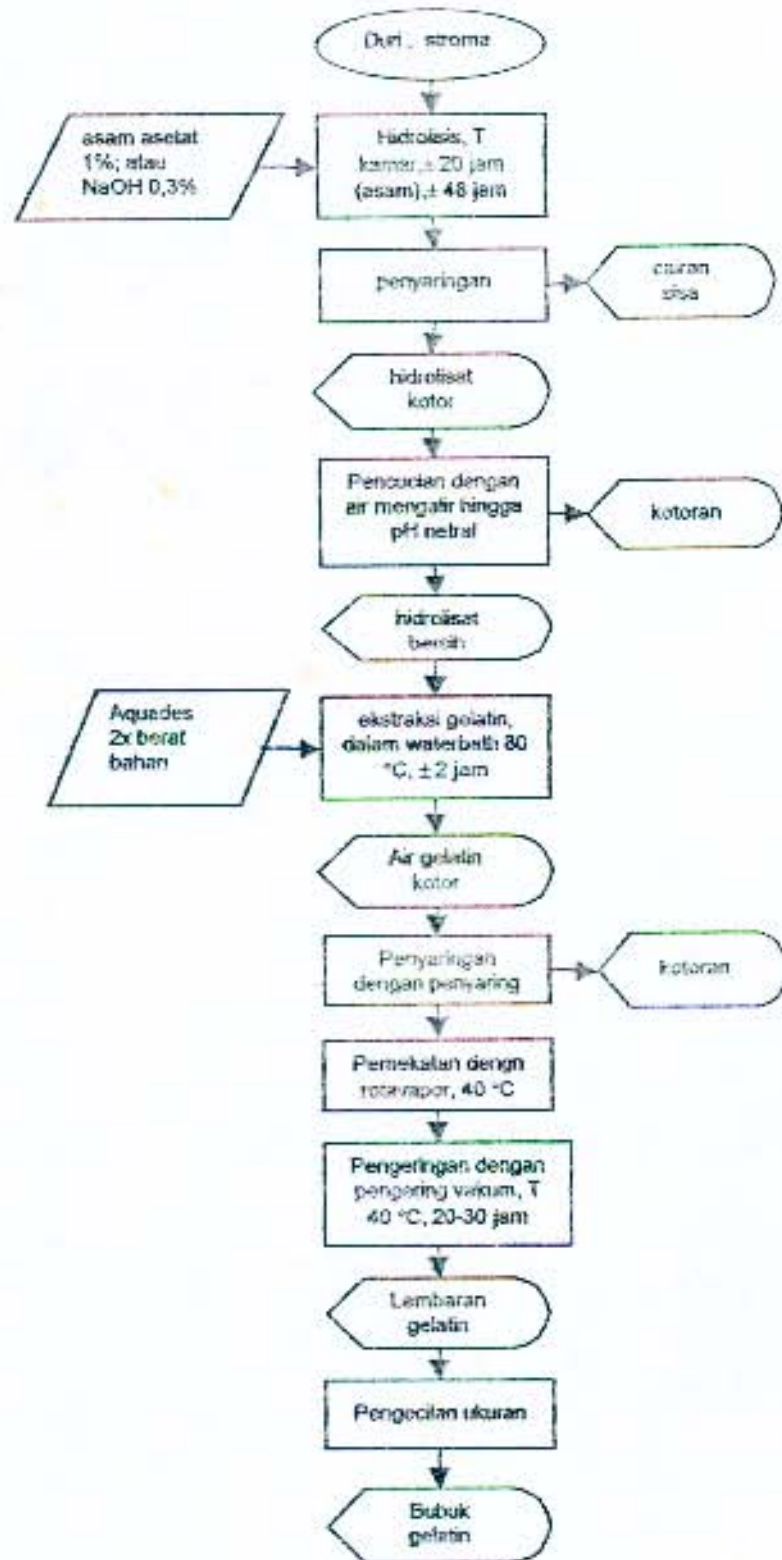 Duri, stroma
asam asetat
1%; atau
NaOH 0,3%
Hidrolisis, T
kamar, ± 20 jam
(asam), ± 48 jam
penyaringan
cairan
sisa
hidrolisat
kotor
Pencucian dengan
air mengalir hingga
pH netral
kotoran
hidrolisat
bersih
Aquades
2x berat
bahan
ekstraksi gelatin,
dalam waterbath 80
°C, ± 2 jam
Air gelatin
kotor
Penyaringan
dengan penyaring
kotoran
Pemekatan dengn
rotavapor, 40 °C
Pengeringan dengan
pengering vakum, T
40 °C, 20-30 jam
Lembaran
gelatin
Pengecilan ukuran
Bubuk
gelatin